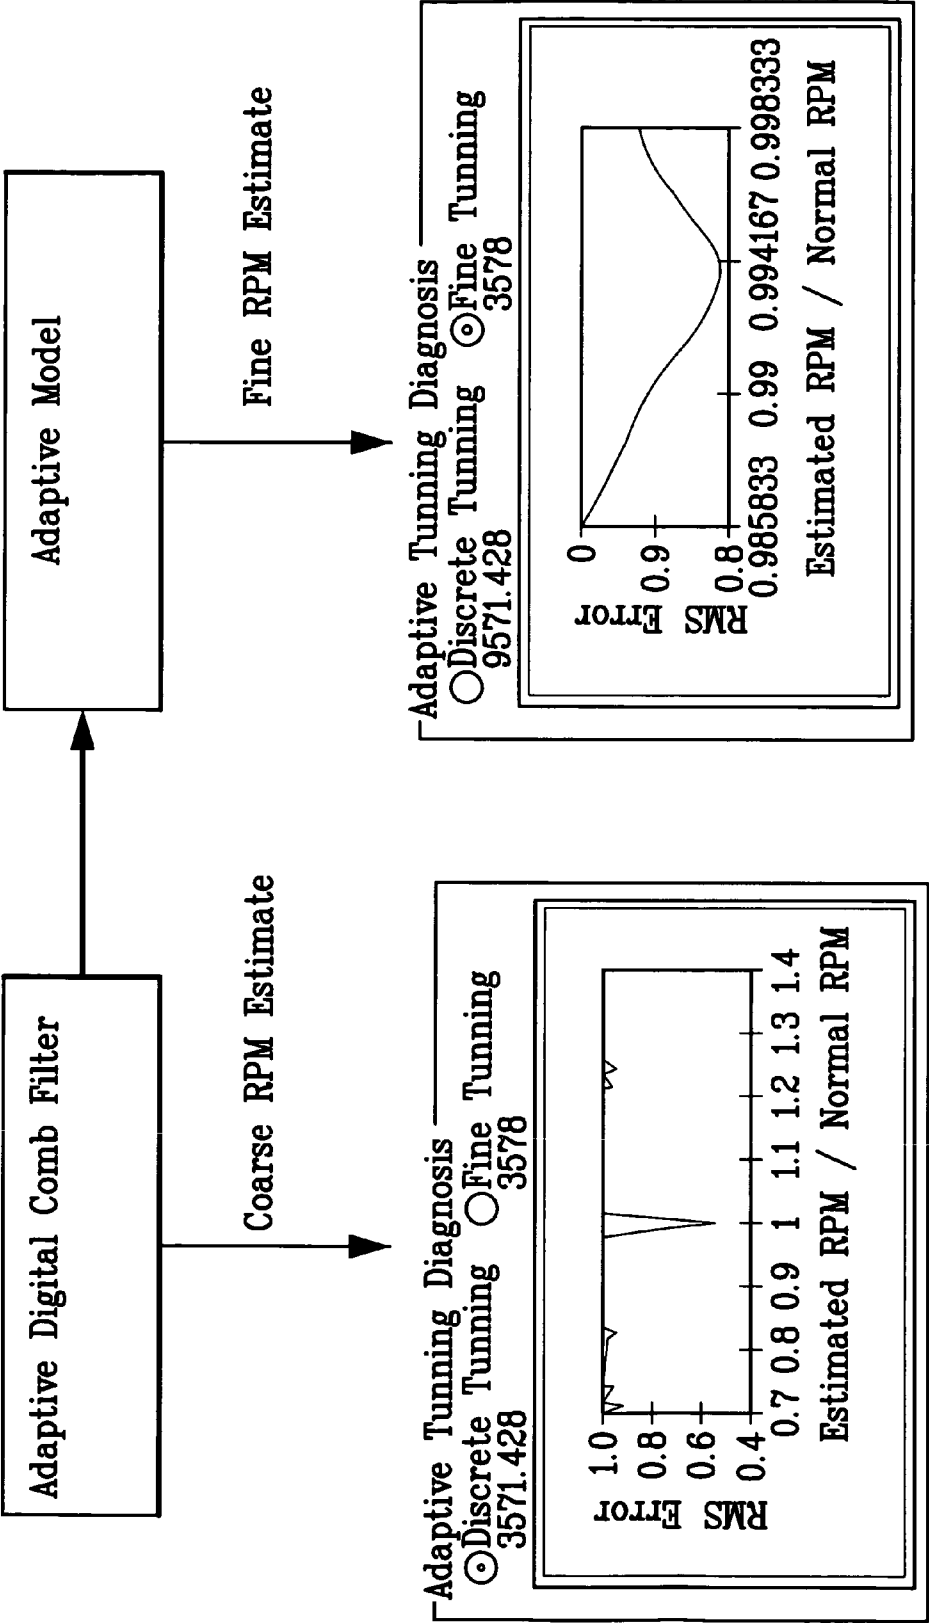 Adaptive Digital Comb Filter
Adaptive Model
Coarse RPM Estimate
Fine RPM Estimate
Adaptive Tunning Diagnosis
Discrete Tunning Fine Tunning
3571.428 3578
RMS Error
1.0
0.8
0.6
0.4
0.7 0.8 0.9 1 1.1 1.2 1.3 1.4
Estimated RPM / Normal RPM
Adaptive Tunning Diagnosis
Discrete Tunning Fine Tunning
9571.428 3578
RMS Error
0
0.9
0.8
0.985833 0.99 0.994167 0.998333
Estimated RPM / Normal RPM